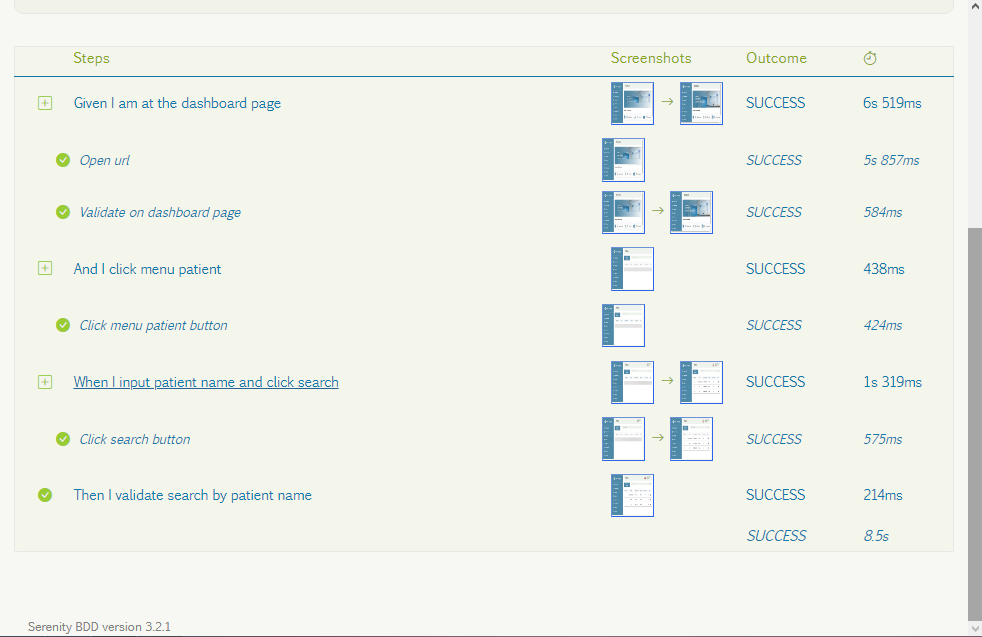 Steps Screenshots Outcome
Given I am at the dashboard page SUCCESS 6s 519ms
Open url SUCCESS 5s 857ms
Validate on dashboard page SUCCESS 584ms
And I click menu patient SUCCESS 438ms
Click menu patient button SUCCESS 424ms
When I input patient name and click search SUCCESS 1s 319ms
Click search button SUCCESS 575ms
Then I validate search by patient name SUCCESS 214ms
SUCCESS 8.5s
Serenity BDD version 3.2.1